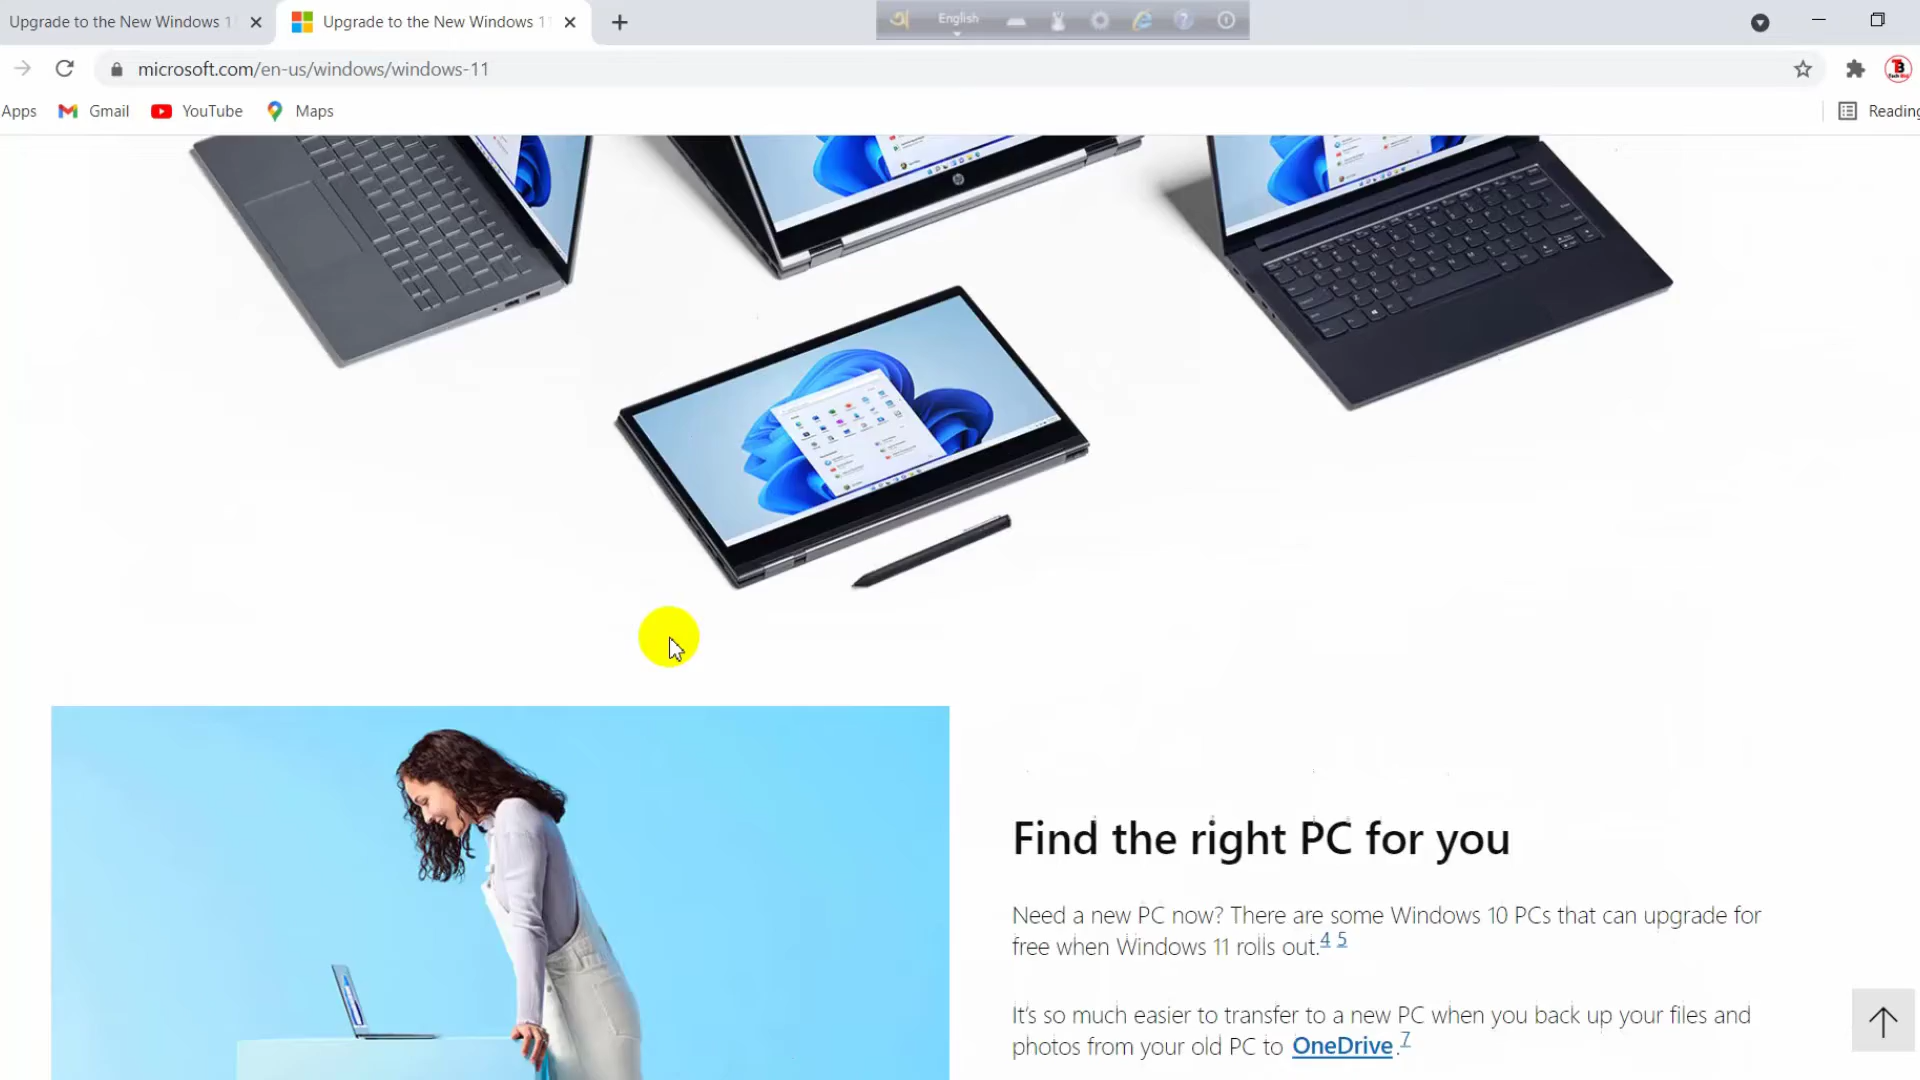 Upgrade to the New Windows 1
Upgrade to the New Windows 11
English
microsoft.com/en-us/windows/windows-11
Apps
Gmail
YouTube
Maps
Reading
Find the right PC for you
Need a new PC now? There are some Windows 10 PCs that can upgrade for
free when Windows 11 rolls out.4 5
It's so much easier to transfer to a new PC when you back up your files and
photos from your old PC to OneDrive.7